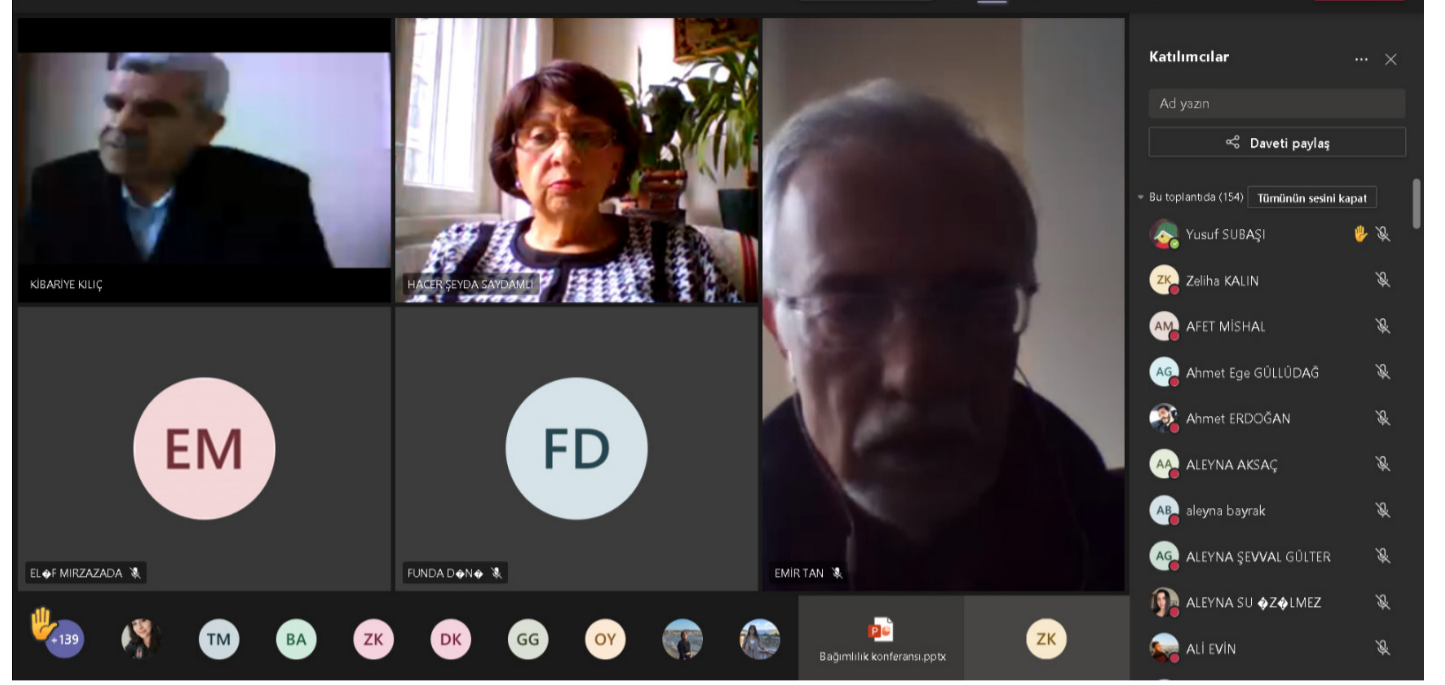 KİBARİYE KILIÇ
HACER ŞEYDA SAYDAMLI
EM
EL�F MIRZAZADA
FD
FUNDA D�N�
EMİR TAN
+139
TM
BA
ZK
DK
GG
OY
Bağımlılık konferansı.pptx
ZK
Katılımcılar
Ad yazın
Daveti paylaş
Bu toplantıda (154) Tümünün sesini kapat
Yusuf SUBAŞI
ZK Zeliha KALIN
AM AFET MİSHAL
AG Ahmet Ege GÜLLÜDAĞ
Ahmet ERDOĞAN
AA ALEYNA AKSAÇ
AB aleyna bayrak
AG ALEYNA ŞEVVAL GÜLTER
ALEYNA SU �Z�LMEZ
ALİ EVİN